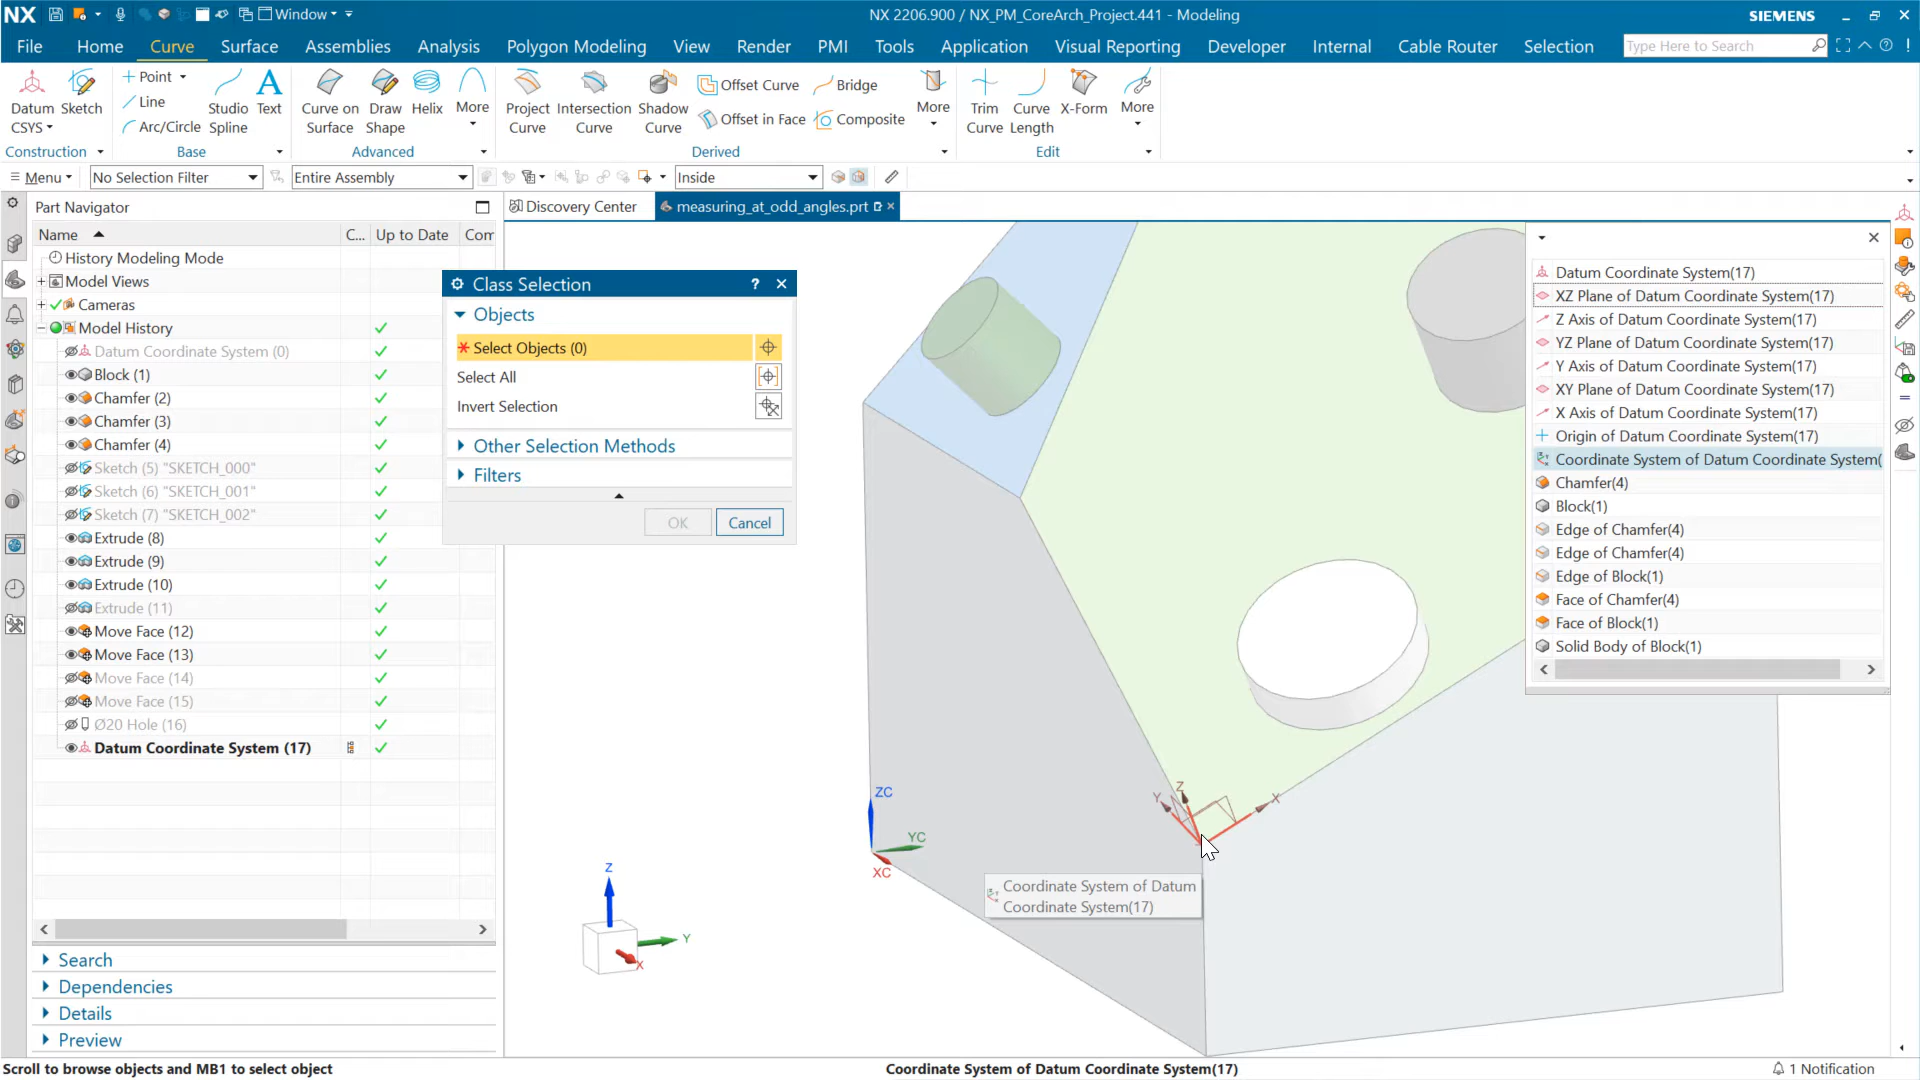 NX
Window
NX 2206.900 / NX_PM_CoreArch_Project.441 - Modeling
SIEMENS
File Home Curve Surface Assemblies Analysis Polygon Modeling View Render PMI Tools Application Visual Reporting Developer Internal Cable Router Selection
Type Here to Search
Datum CSYS
Sketch
Point
Line
Arc/Circle
Studio Spline
Text
Curve on Surface
Draw Shape
Helix
More
Project Curve
Intersection Curve
Shadow Curve
Offset Curve
Offset in Face
Bridge
Composite
More
Trim Curve
Curve Length
X-Form
More
Construction Base Advanced Derived Edit
Menu No Selection Filter Entire Assembly Inside
Part Navigator
Discovery Center measuring_at_odd_angles.prt
Name C... Up to Date Com
History Modeling Mode
Model Views
Cameras
Model History
Datum Coordinate System (0)
Block (1)
Chamfer (2)
Chamfer (3)
Chamfer (4)
Sketch (5) "SKETCH_000"
Sketch (6) "SKETCH_001"
Sketch (7) "SKETCH_002"
Extrude (8)
Extrude (9)
Extrude (10)
Extrude (11)
Move Face (12)
Move Face (13)
Move Face (14)
Move Face (15)
Ø20 Hole (16)
Datum Coordinate System (17)
Search
Dependencies
Details
Preview
Class Selection ?
Objects
* Select Objects (0)
Select All
Invert Selection
Other Selection Methods
Filters
OK Cancel
Datum Coordinate System(17)
XZ Plane of Datum Coordinate System(17)
Z Axis of Datum Coordinate System(17)
YZ Plane of Datum Coordinate System(17)
Y Axis of Datum Coordinate System(17)
XY Plane of Datum Coordinate System(17)
X Axis of Datum Coordinate System(17)
Origin of Datum Coordinate System(17)
Coordinate System of Datum Coordinate System(
Chamfer(4)
Block(1)
Edge of Chamfer(4)
Edge of Chamfer(4)
Edge of Block(1)
Face of Chamfer(4)
Face of Block(1)
Solid Body of Block(1)
Z
Y
X
ZC
YC
XC
Z
Y
X
Coordinate System of Datum
Coordinate System(17)
Scroll to browse objects and MB1 to select object
Coordinate System of Datum Coordinate System(17)
1 Notification